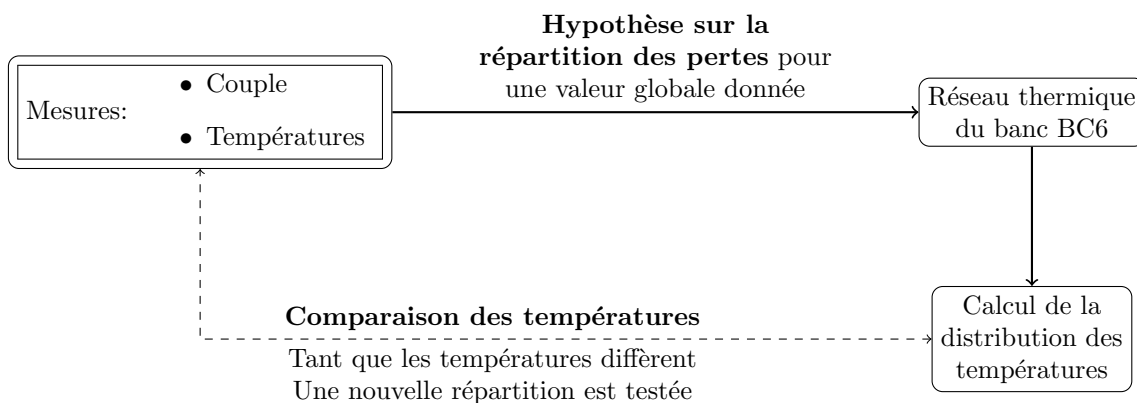 Hypothèse sur la
répartition des pertes pour
une valeur globale donnée
Mesures:
• Couple
• Températures
Réseau thermique
du banc BC6
Comparaison des températures
Tant que les températures diffèrent
Une nouvelle répartition est testée
Calcul de la
distribution des
températures